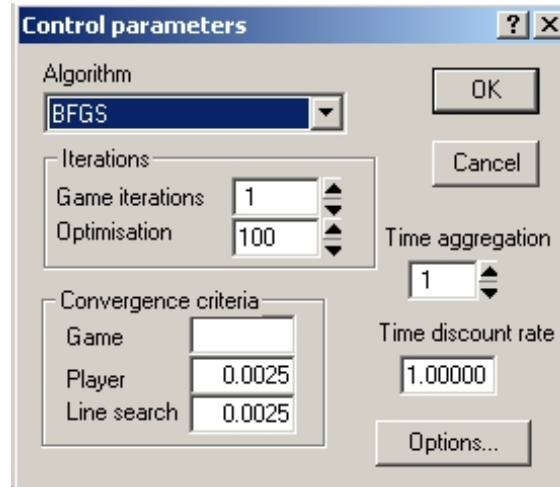 Control parameters
Algorithm
BFGS
OK
Cancel
Iterations
Game iterations 1
Optimisation 100
Time aggregation
1
Convergence criteria
Game
Player 0.0025
Line search 0.0025
Time discount rate
1.00000
Options...